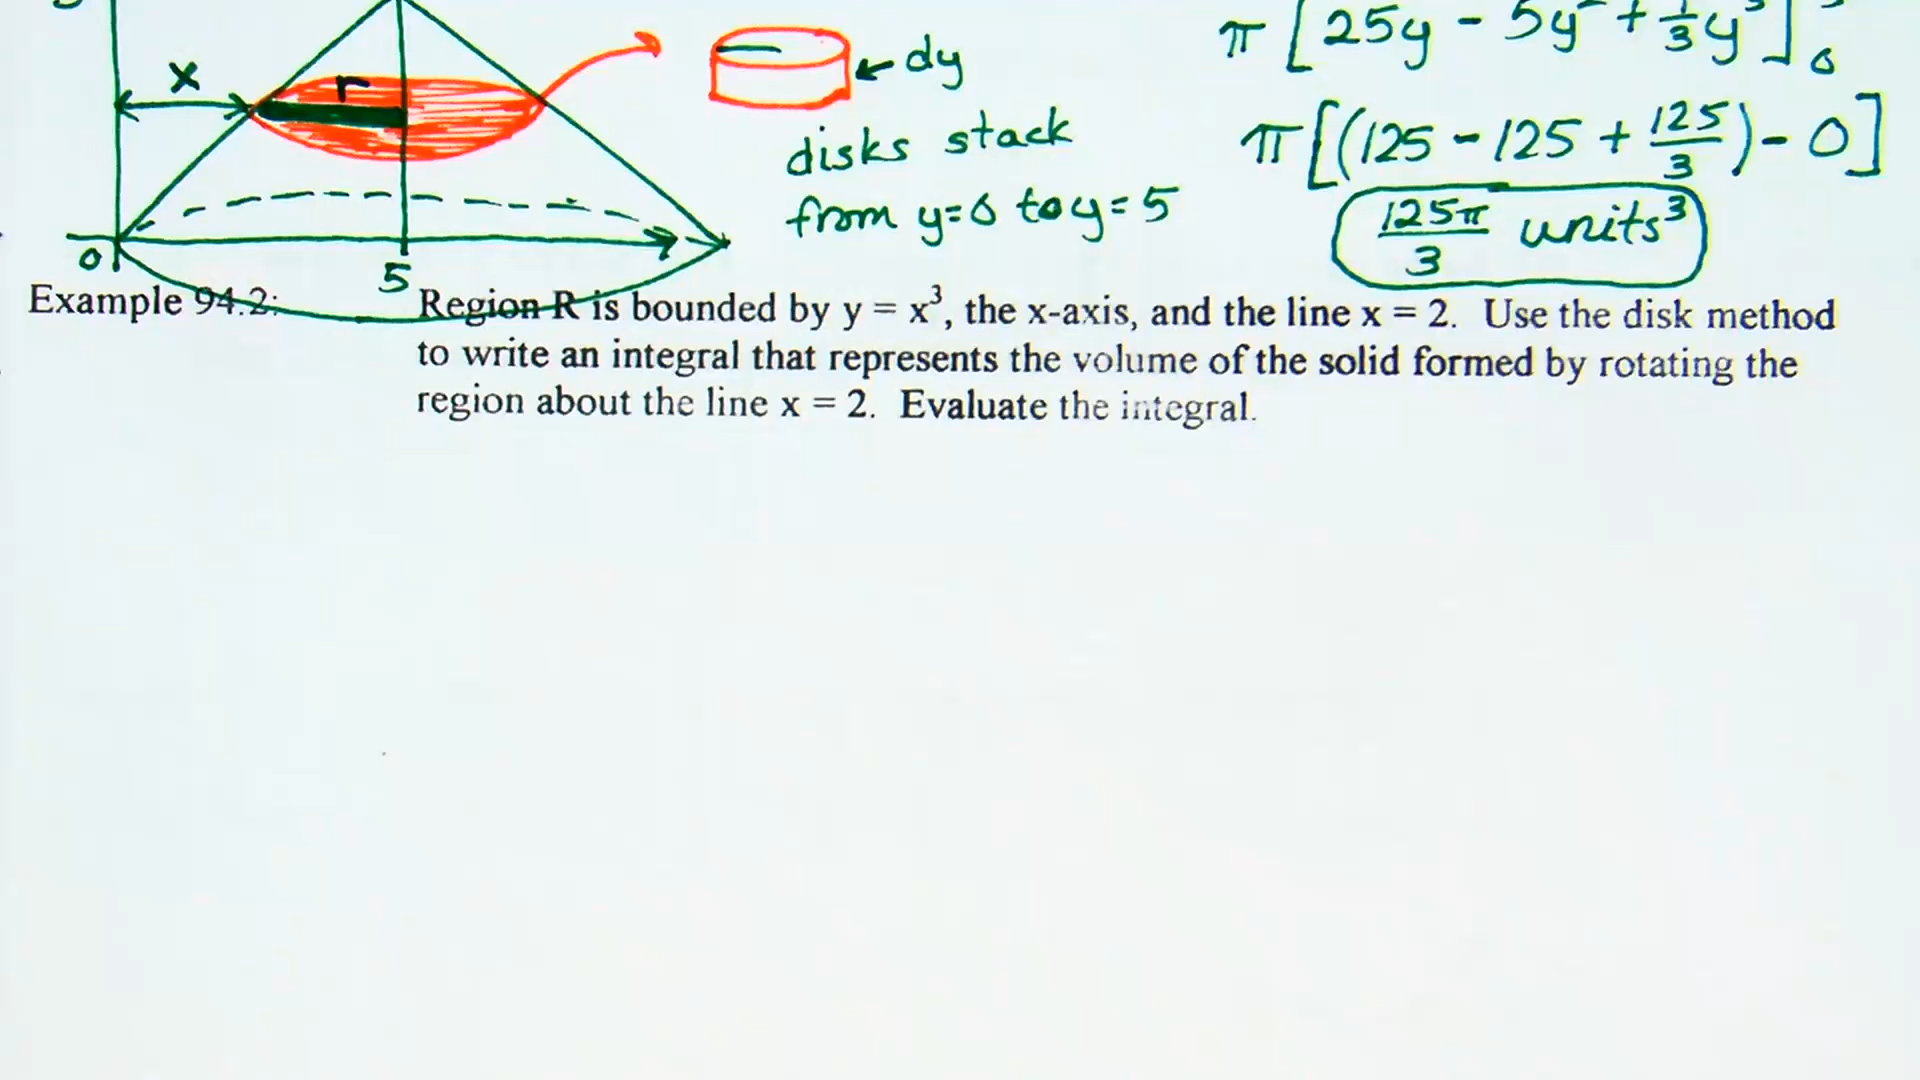 π [25y - 5y² + 1/3 y³]
x
r
dy
disks stack
π[(125 - 125 + 125/3) - 0]
from y=0 to y=5
125π/3 units³
0
5
Example 94.2: Region R is bounded by y = x³, the x-axis, and the line x = 2. Use the disk method
to write an integral that represents the volume of the solid formed by rotating the
region about the line x = 2. Evaluate the integral.